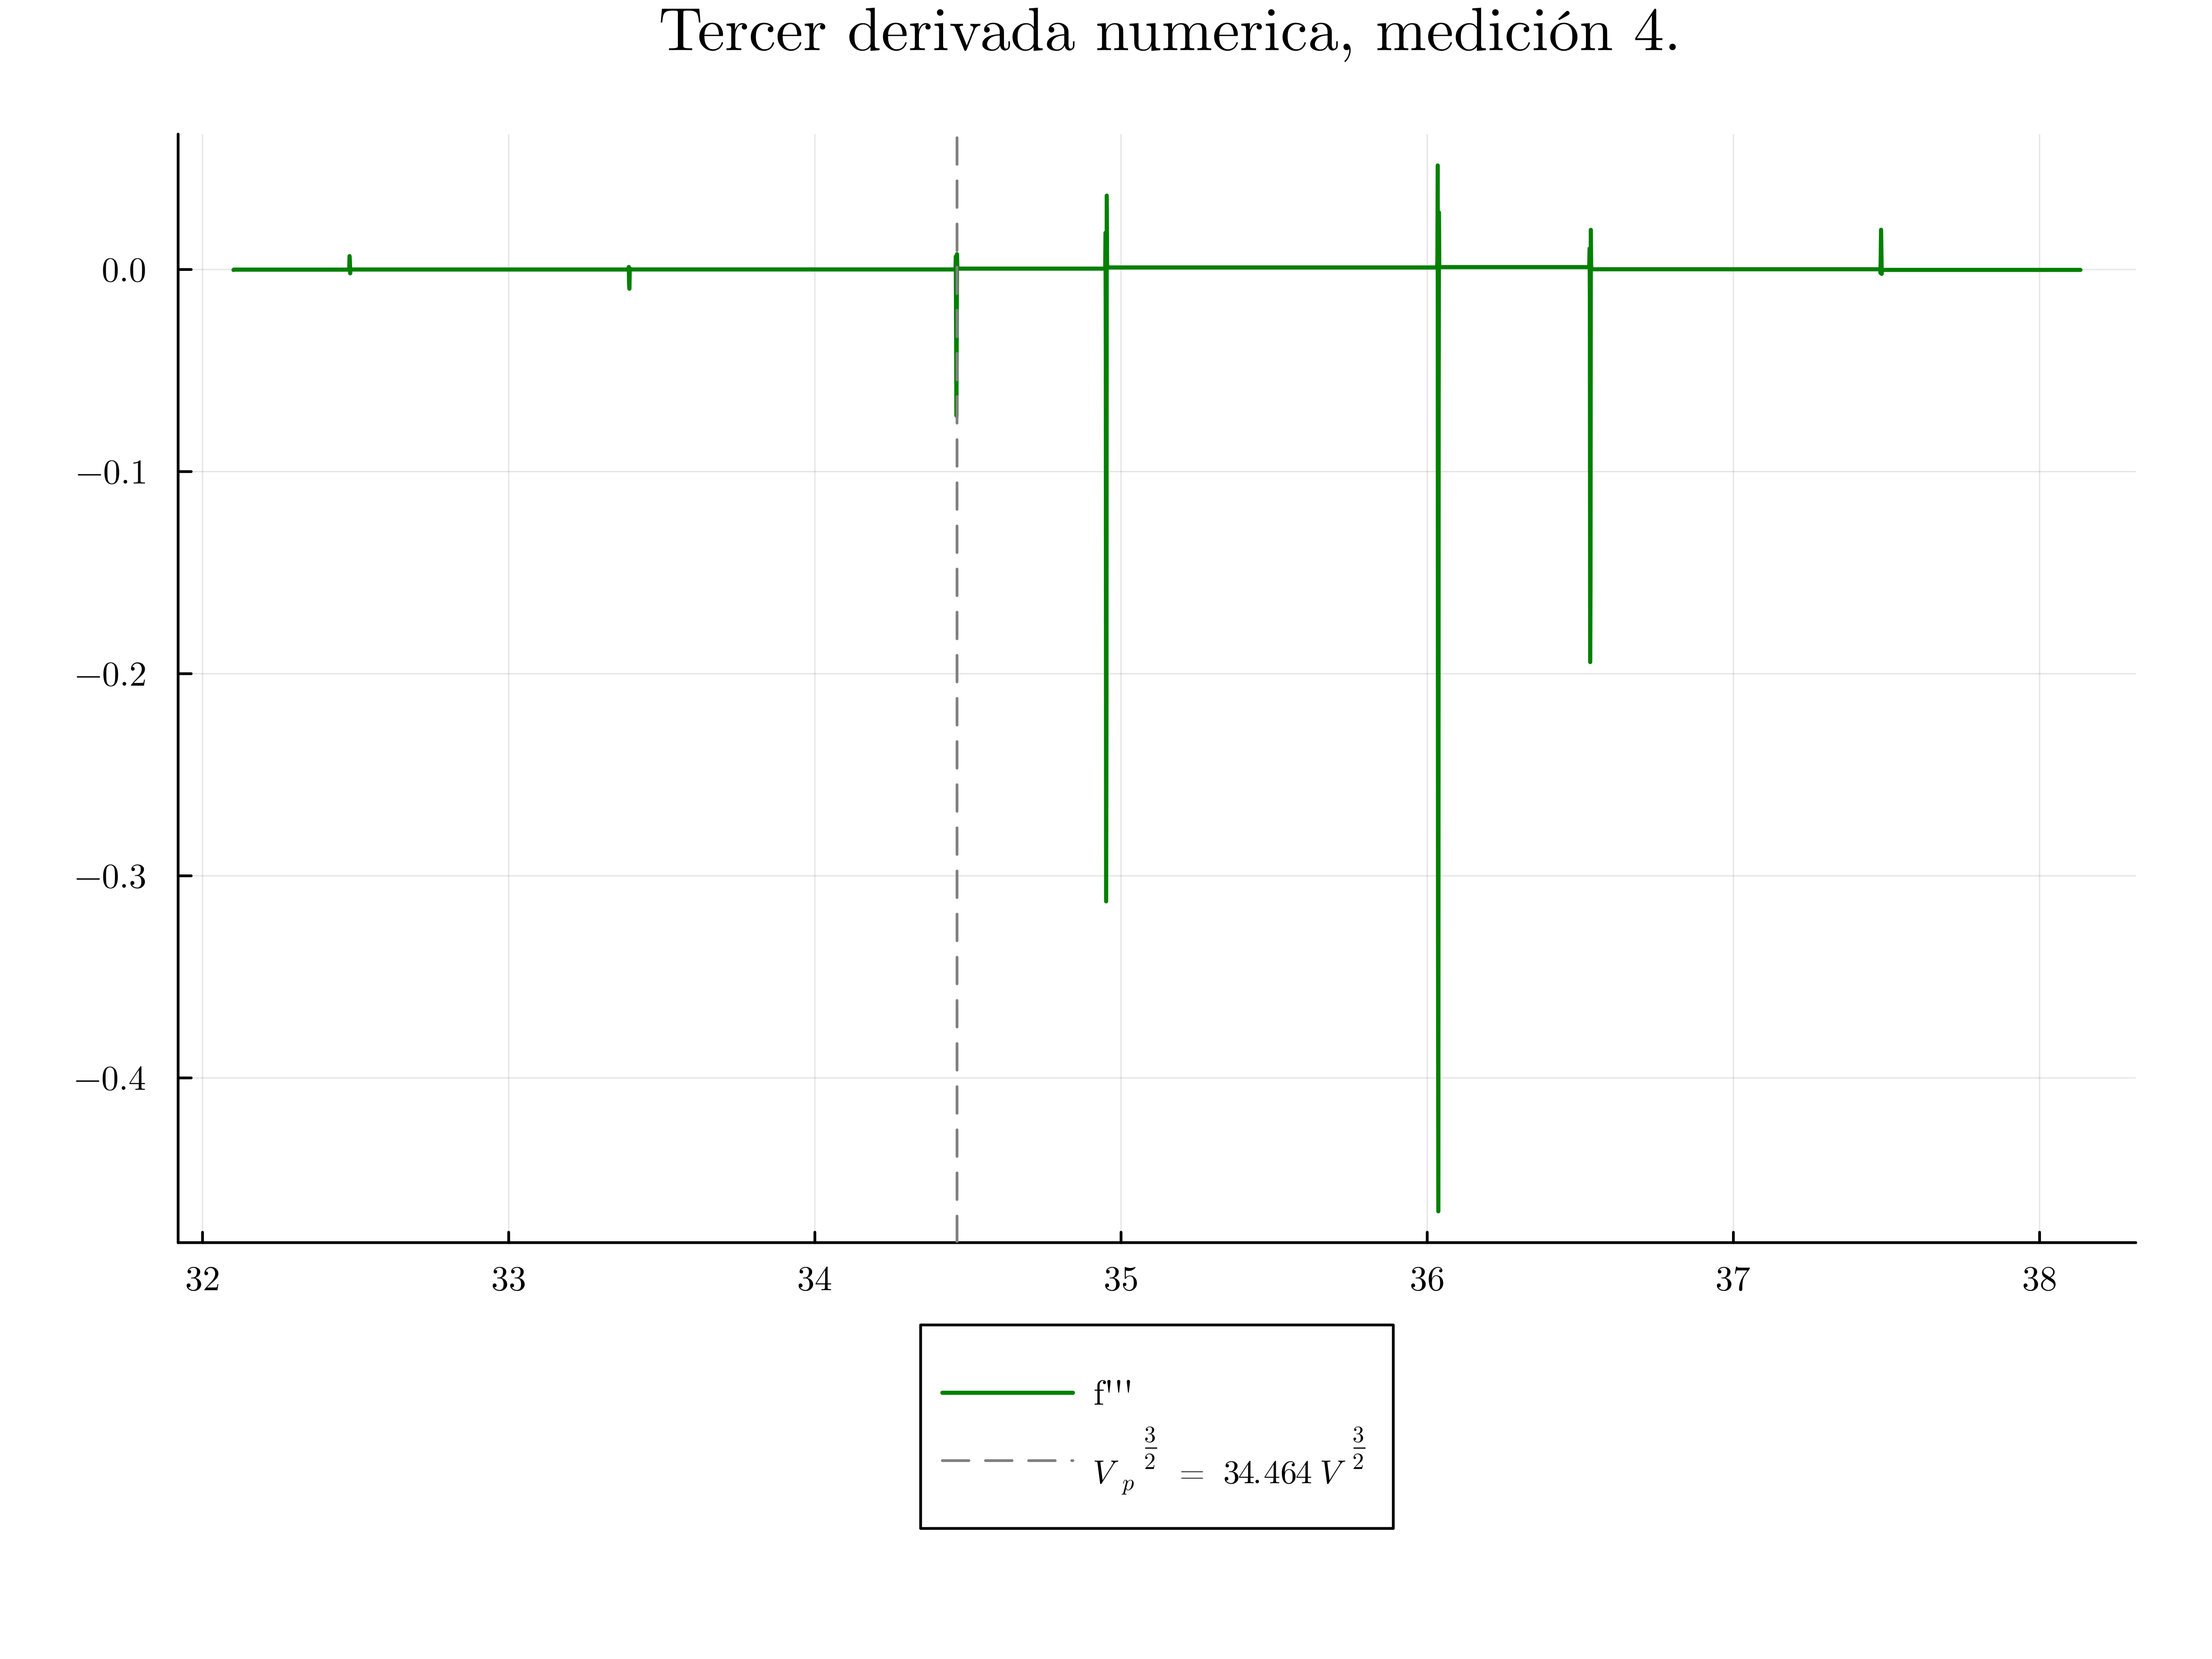 Tercer derivada numerica, medición 4.
0.0
−0.1
−0.2
−0.3
−0.4
32 33 34 35 36 37 38
f'''
V_p^{3/2} = 34.464 V^{3/2}